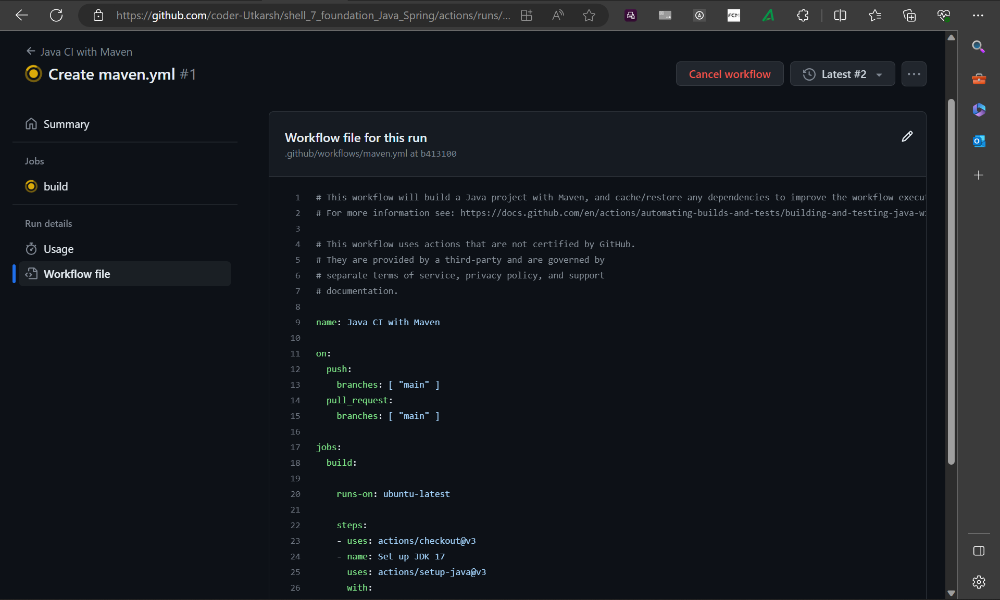 https://github.com/coder-Utkarsh/shell_7_foundation_Java_Spring/actions/runs/...
FCM
Java CI with Maven
Create maven.yml #1
Cancel workflow
Latest #2
Summary
Jobs
build
Run details
Usage
Workflow file
Workflow file for this run
.github/workflows/maven.yml at b413100
1 # This workflow will build a Java project with Maven, and cache/restore any dependencies to improve the workflow execut
2 # For more information see: https://docs.github.com/en/actions/automating-builds-and-tests/building-and-testing-java-wi
3
4 # This workflow uses actions that are not certified by GitHub.
5 # They are provided by a third-party and are governed by
6 # separate terms of service, privacy policy, and support
7 # documentation.
8
9 name: Java CI with Maven
10
11 on:
12 push:
13 branches: [ "main" ]
14 pull_request:
15 branches: [ "main" ]
16
17 jobs:
18 build:
19
20 runs-on: ubuntu-latest
21
22 steps:
23 - uses: actions/checkout@v3
24 - name: Set up JDK 17
25 uses: actions/setup-java@v3
26 with: